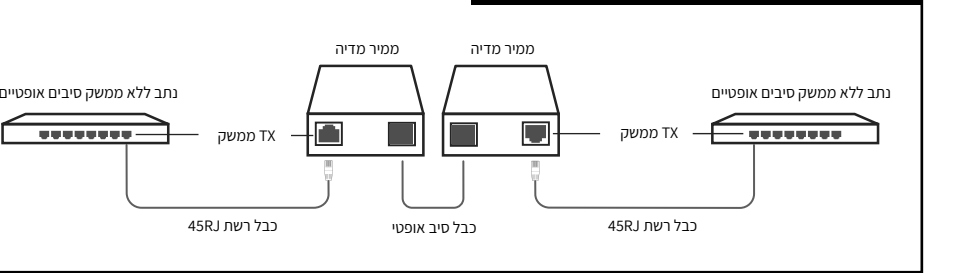 ממיר מדיה
ממיר מדיה
נתב ללא ממשק סיבים אופטיים
נתב ללא ממשק סיבים אופטיים
ממשק TX
ממשק TX
כבל רשת 45RJ
כבל סיב אופטי
כבל רשת 45RJ